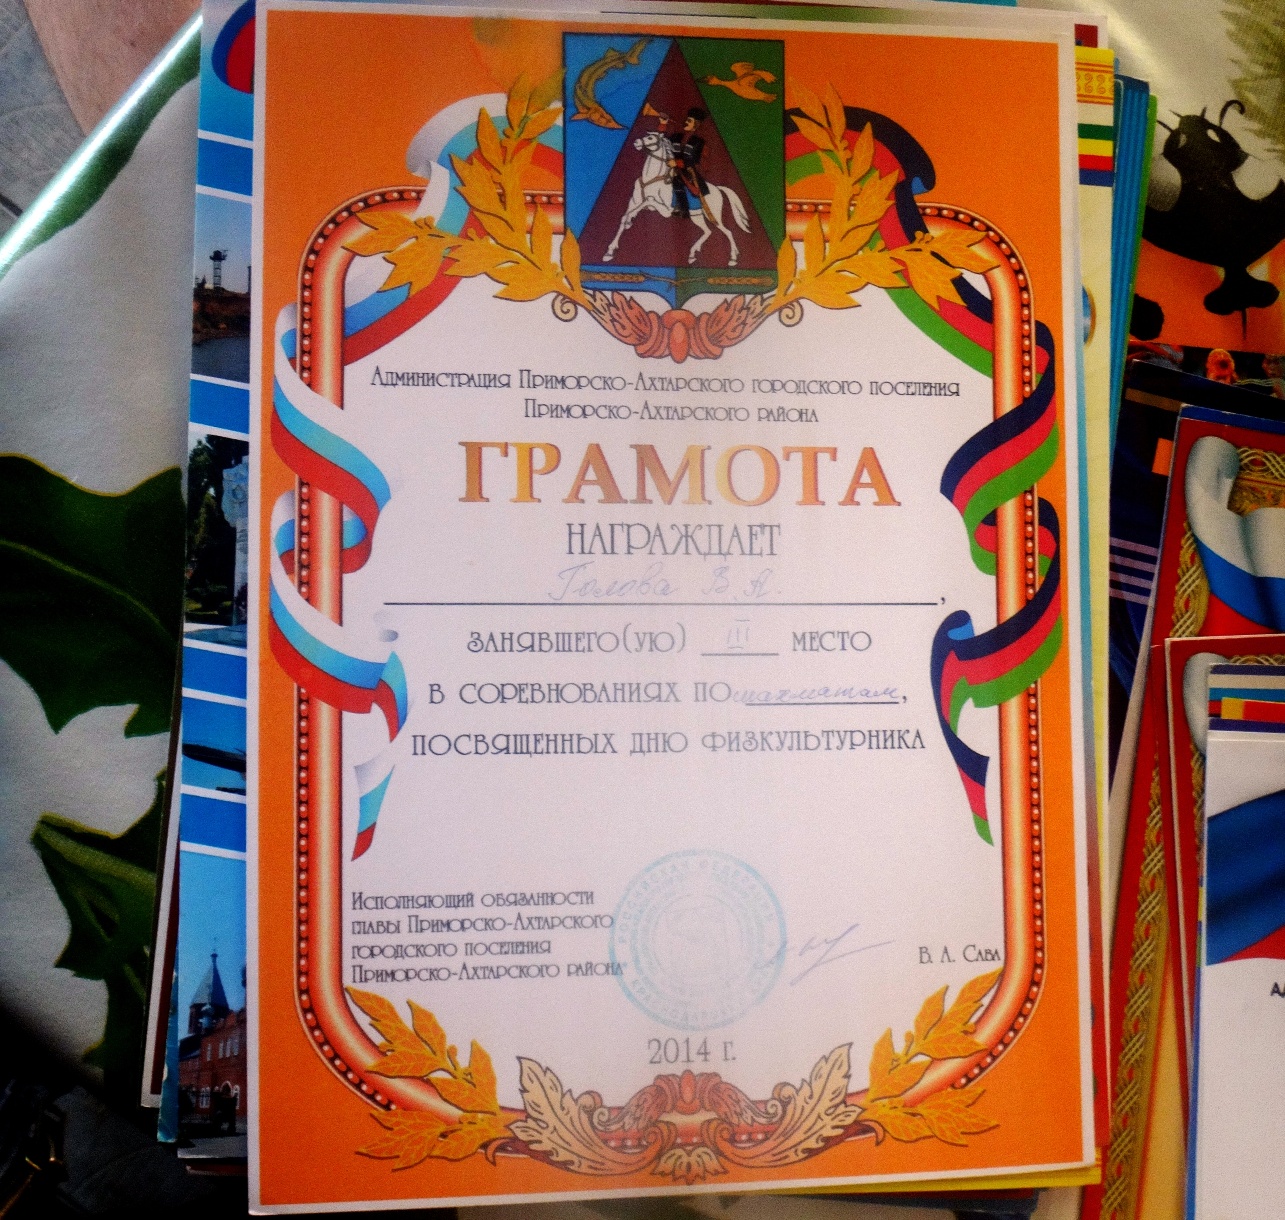 Администрация Приморско-Ахтарского городского поселения
Приморско-Ахтарского района
ГРАМОТА
НАГРАЖДАЕТ
Голова В.А.,
занявшего(ую) III место
в соревнованиях по шахматам,
посвященных дню физкультурника
Исполняющий обязанности
главы Приморско-Ахтарского
городского поселения
Приморско-Ахтарского района
В. А. Сава
2014 г.